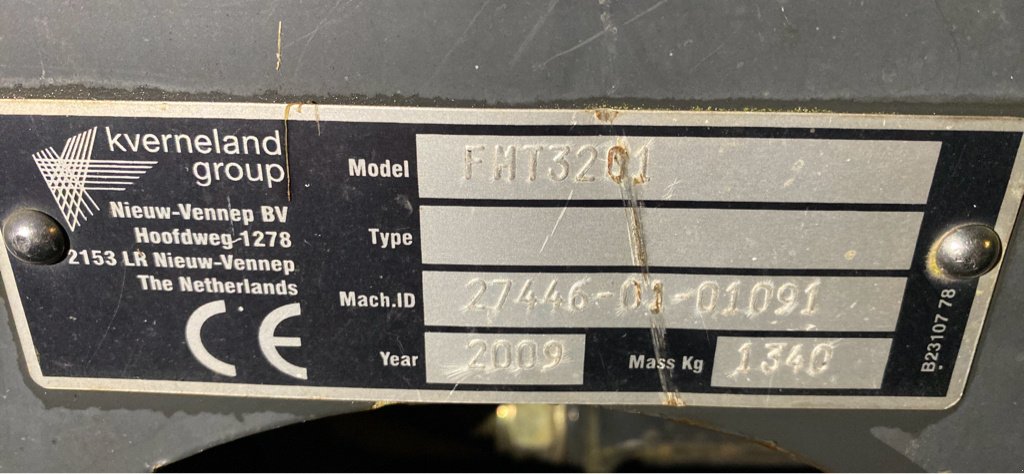 kverneland
group
Nieuw-Vennep BV
Hoofdweg 1278
2153 LR Nieuw-Vennep
The Netherlands
CE
Model FMT3201
Type
Mach.ID 27446-01-01091
Year 2009 Mass Kg 1340
B23107 78